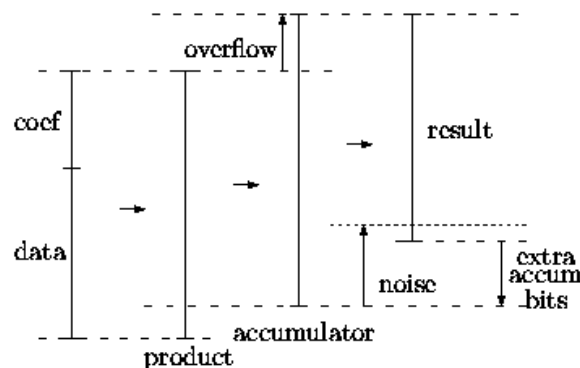 overflow
coef
result
data
extra
accum
bits
noise
accumulator
product